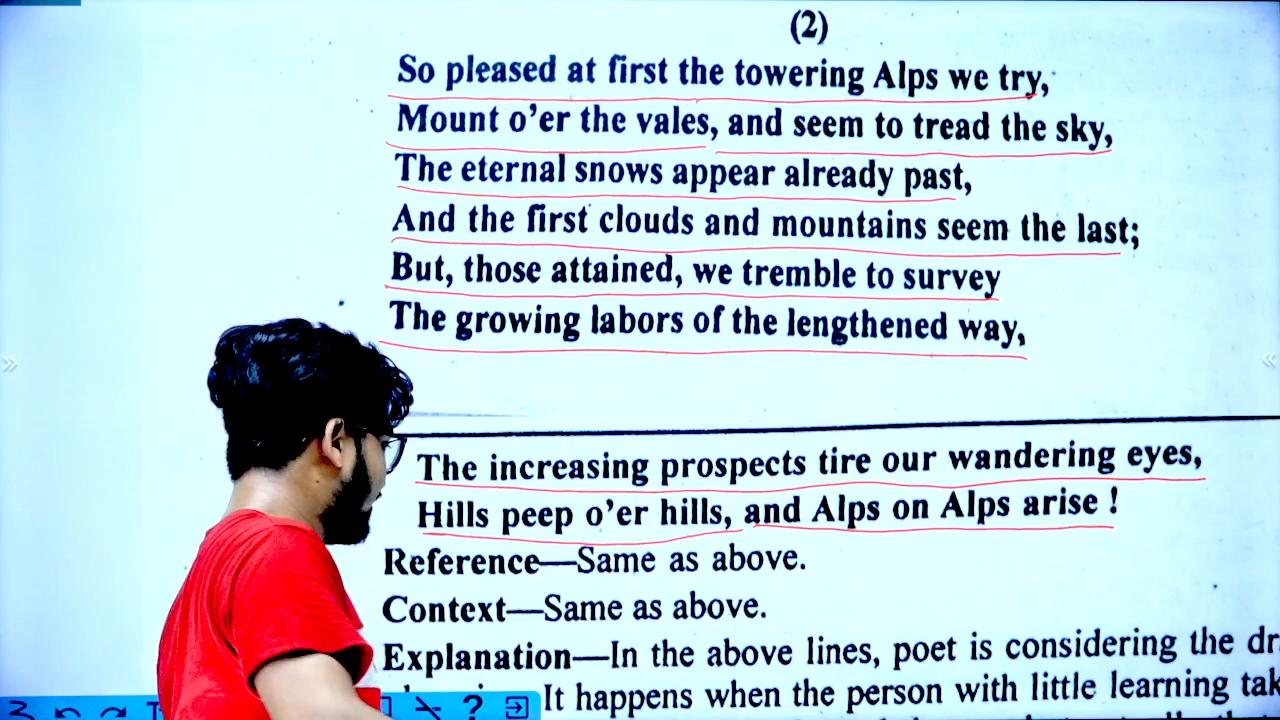 (2)
So pleased at first the towering Alps we try,
Mount o’er the vales, and seem to tread the sky,
The eternal snows appear already past,
And the first clouds and mountains seem the last;
But, those attained, we tremble to survey
The growing labors of the lengthened way,
The increasing prospects tire our wandering eyes,
Hills peep o’er hills, and Alps on Alps arise !
Reference—Same as above.
Context—Same as above.
Explanation—In the above lines, poet is considering the
It happens when the person with little learning